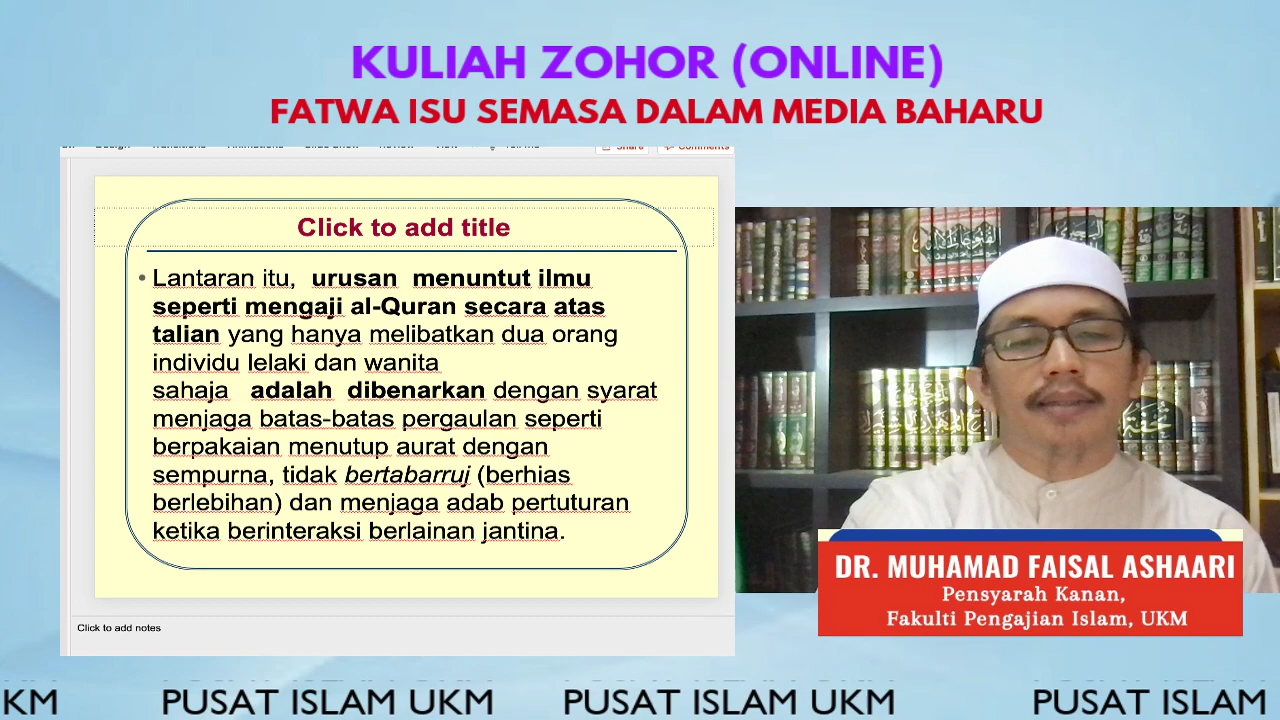 KULIAH ZOHOR (ONLINE)
FATWA ISU SEMASA DALAM MEDIA BAHARU
Share
Comments
Click to add title
• Lantaran itu, urusan menuntut ilmu
seperti mengaji al-Quran secara atas
talian yang hanya melibatkan dua orang
individu lelaki dan wanita
sahaja adalah dibenarkan dengan syarat
menjaga batas-batas pergaulan seperti
berpakaian menutup aurat dengan
sempurna, tidak bertabarruj (berhias
berlebihan) dan menjaga adab pertuturan
ketika berinteraksi berlainan jantina.
Click to add notes
DR. MUHAMAD FAISAL ASHAARI
Pensyarah Kanan,
Fakulti Pengajian Islam, UKM
KM PUSAT ISLAM UKM PUSAT ISLAM UKM PUSAT ISLAM